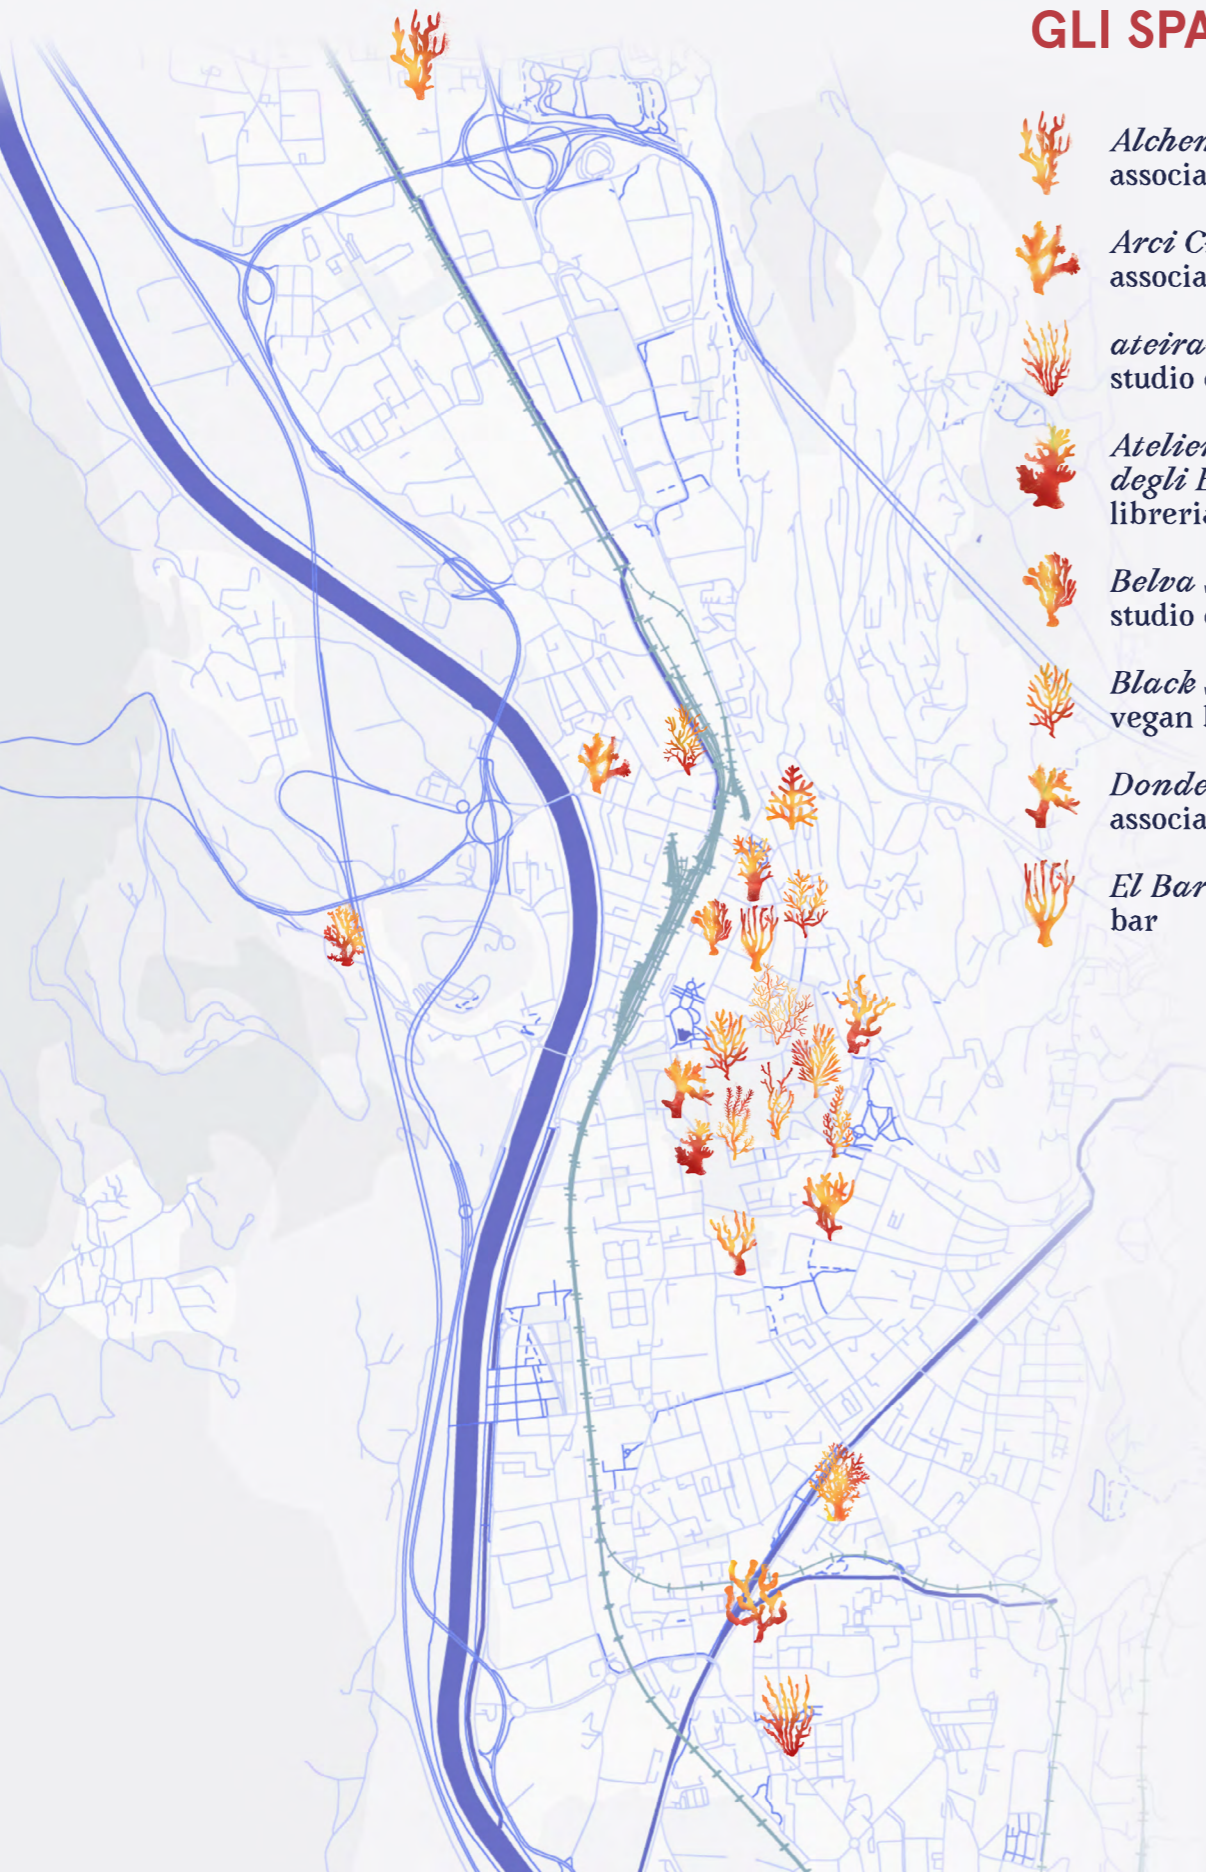 GLI SPA
Alchem
associa
Arci C
associa
ateira
studio
Atelier
degli
libreria
Belva
studio
Black
vegan
Donde
associa
El Bar
bar